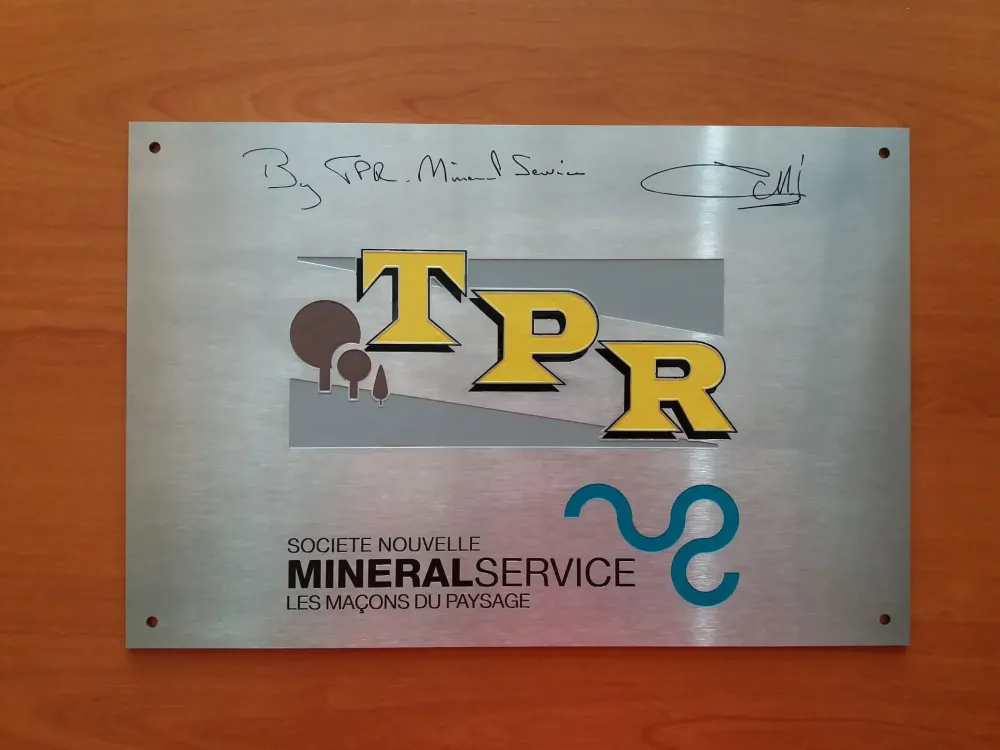 By TPR. Mineral Service
TPR
SOCIETE NOUVELLE
MINERALSERVICE
LES MAÇONS DU PAYSAGE